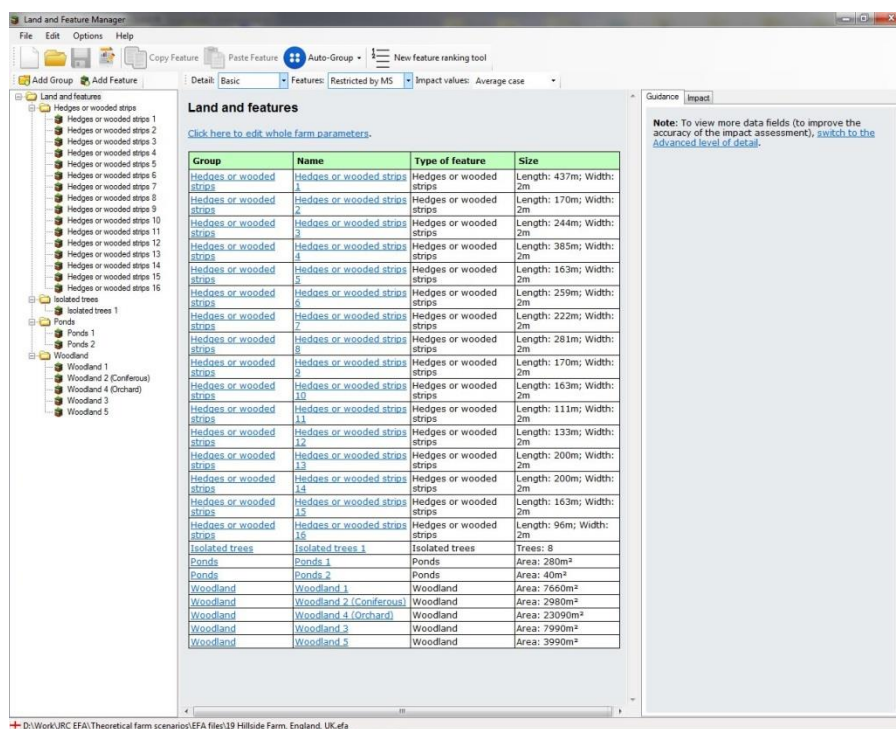 Land and Feature Manager
File Edit Options Help
Copy Feature Paste Feature Auto-Group New feature ranking tool
Add Group Add Feature Detail: Basic Features: Restricted by MS Impact values: Average case
Land and features
Hedges or wooded strips
Hedges or wooded strips 1
Hedges or wooded strips 2
Hedges or wooded strips 3
Hedges or wooded strips 4
Hedges or wooded strips 5
Hedges or wooded strips 6
Hedges or wooded strips 7
Hedges or wooded strips 8
Hedges or wooded strips 9
Hedges or wooded strips 10
Hedges or wooded strips 11
Hedges or wooded strips 12
Hedges or wooded strips 13
Hedges or wooded strips 14
Hedges or wooded strips 15
Hedges or wooded strips 16
Isolated trees
Isolated trees 1
Ponds
Ponds 1
Ponds 2
Woodland
Woodland 1
Woodland 2 (Coniferous)
Woodland 4 (Orchard)
Woodland 3
Woodland 5
Land and features
Click here to edit whole farm parameters.
Group Name Type of feature Size
Hedges or wooded Hedges or wooded strips Hedges or wooded Length: 437m; Width:
strips 1 strips 2m
Hedges or wooded Hedges or wooded strips Hedges or wooded Length: 170m; Width:
strips 2 strips 2m
Hedges or wooded Hedges or wooded strips Hedges or wooded Length: 244m; Width:
strips 3 strips 2m
Hedges or wooded Hedges or wooded strips Hedges or wooded Length: 385m; Width:
strips 4 strips 2m
Hedges or wooded Hedges or wooded strips Hedges or wooded Length: 163m; Width:
strips 5 strips 2m
Hedges or wooded Hedges or wooded strips Hedges or wooded Length: 259m; Width:
strips 6 strips 2m
Hedges or wooded Hedges or wooded strips Hedges or wooded Length: 222m; Width:
strips 7 strips 2m
Hedges or wooded Hedges or wooded strips Hedges or wooded Length: 281m; Width:
strips 8 strips 2m
Hedges or wooded Hedges or wooded strips Hedges or wooded Length: 170m; Width:
strips 9 strips 2m
Hedges or wooded Hedges or wooded strips Hedges or wooded Length: 163m; Width:
strips 10 strips 2m
Hedges or wooded Hedges or wooded strips Hedges or wooded Length: 111m; Width:
strips 11 strips 2m
Hedges or wooded Hedges or wooded strips Hedges or wooded Length: 133m; Width:
strips 12 strips 2m
Hedges or wooded Hedges or wooded strips Hedges or wooded Length: 200m; Width:
strips 13 strips 2m
Hedges or wooded Hedges or wooded strips Hedges or wooded Length: 200m; Width:
strips 14 strips 2m
Hedges or wooded Hedges or wooded strips Hedges or wooded Length: 163m; Width:
strips 15 strips 2m
Hedges or wooded Hedges or wooded strips Hedges or wooded Length: 96m; Width:
strips 16 strips 2m
Isolated trees Isolated trees 1 Isolated trees Trees: 8
Ponds Ponds 1 Ponds Area: 280m²
Ponds Ponds 2 Ponds Area: 40m²
Woodland Woodland 1 Woodland Area: 7660m²
Woodland Woodland 2 (Coniferous) Woodland Area: 2980m²
Woodland Woodland 4 (Orchard) Woodland Area: 23090m²
Woodland Woodland 3 Woodland Area: 7990m²
Woodland Woodland 5 Woodland Area: 3990m²
Guidance Impact
Note: To view more data fields (to improve the
accuracy of the impact assessment), switch to the
Advanced level of detail.
D:\Work\JRC EFA\Theoretical farm scenarios\EFA files\19 Hillside Farm, England, UK.efa